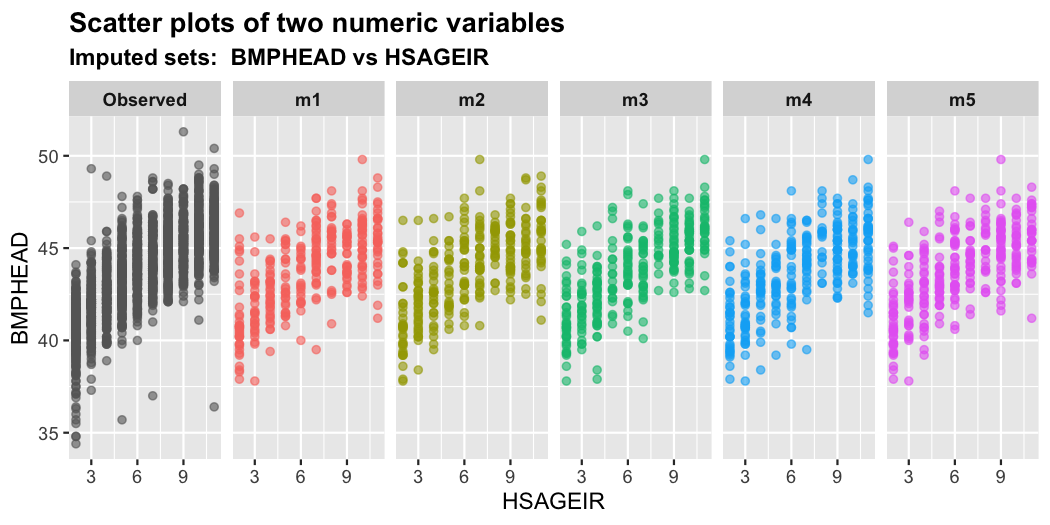 Scatter plots of two numeric variables
Imputed sets:  BMPHEAD vs HSAGEIR
Observed m1 m2 m3 m4 m5
BMPHEAD
50
45
40
35
3 6 9 3 6 9 3 6 9 3 6 9 3 6 9 3 6 9
HSAGEIR